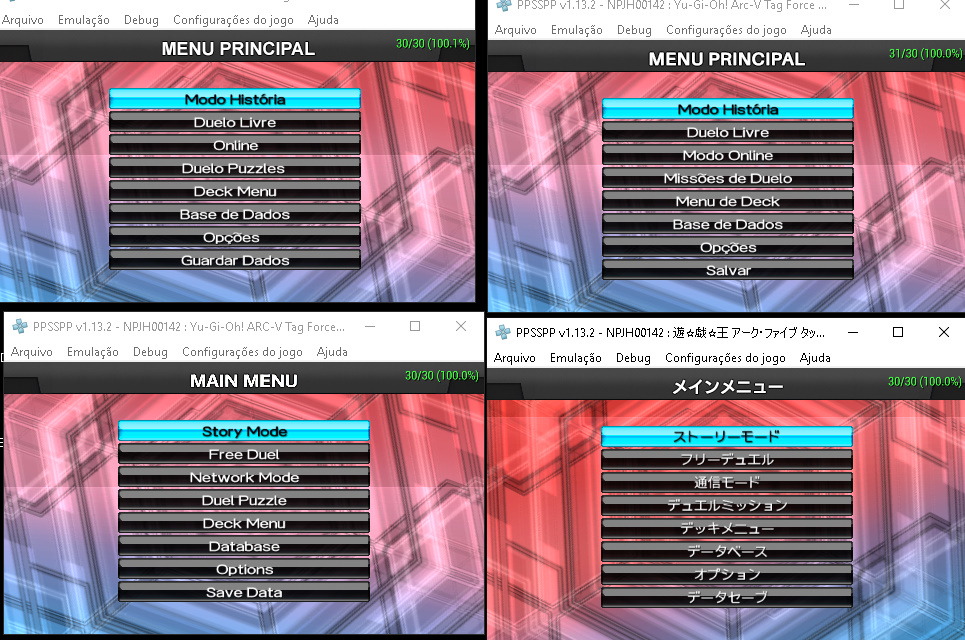 Arquivo Emulação Debug Configurações do jogo Ajuda
MENU PRINCIPAL
30/30 (100.1%)
Modo História
Duelo Livre
Online
Duelo Puzzles
Deck Menu
Base de Dados
Opções
Guardar Dados
PPSSPP v1.13.2 - NPJH00142 : Yu-Gi-Oh! Arc-V Tag Force ...
Arquivo Emulação Debug Configurações do jogo Ajuda
MENU PRINCIPAL
31/30 (100.0%)
Modo História
Duelo Livre
Modo Online
Missões de Duelo
Menu de Deck
Base de Dados
Opções
Salvar
PPSSPP v1.13.2 - NPJH00142 : Yu-Gi-Oh! ARC-V Tag Force...
Arquivo Emulação Debug Configurações do jogo Ajuda
MAIN MENU
30/30 (100.0%)
Story Mode
Free Duel
Network Mode
Duel Puzzle
Deck Menu
Database
Options
Save Data
PPSSPP v1.13.2 - NPJH00142 : 遊☆戯☆王 アーク・ファイブ タッ...
Arquivo Emulação Debug Configurações do jogo Ajuda
メインメニュー
30/30 (100.0%)
ストーリーモード
フリーデュエル
通信モード
デュエルミッション
デッキメニュー
データベース
オプション
データセーブ